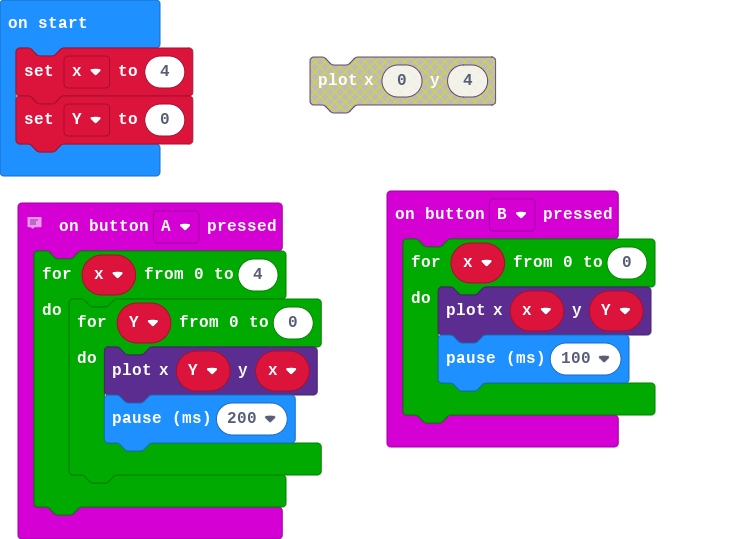 on start
set x to 4
set Y to 0
plot x 0 y 4
on button A pressed
for x from 0 to 4
do
for Y from 0 to 0
do
plot x Y y x
pause (ms) 200
on button B pressed
for x from 0 to 0
do
plot x x y Y
pause (ms) 100